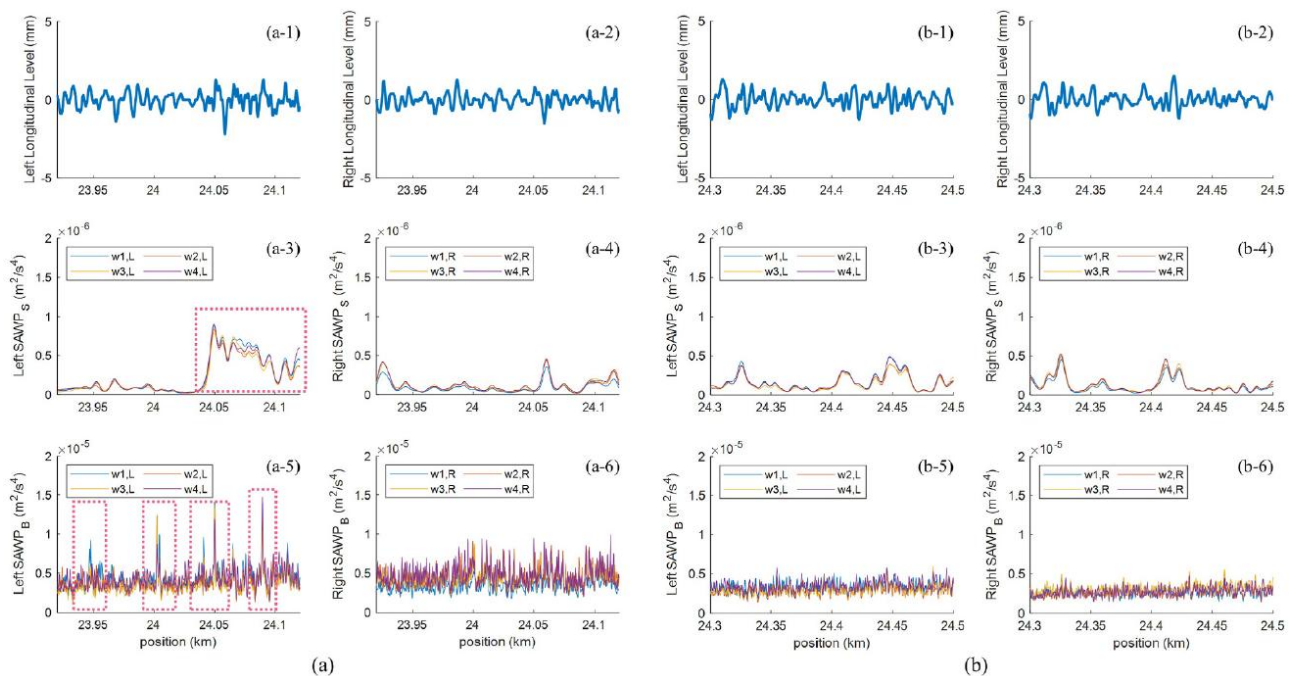 (a-1)
Left Longitudinal Level (mm)
5
0
-5
23.95 24 24.05 24.1
(a-2)
Right Longitudinal Level (mm)
5
0
-5
23.95 24 24.05 24.1
(b-1)
Left Longitudinal Level (mm)
5
0
-5
24.3 24.35 24.4 24.45 24.5
(b-2)
Right Longitudinal Level (mm)
5
0
-5
24.3 24.35 24.4 24.45 24.5
×10⁻⁶
(a-3)
Left SAWP_S (m²/s⁴)
2
1.5
1
0.5
0
w1,L w2,L
w3,L w4,L
23.95 24 24.05 24.1
×10⁻⁶
(a-4)
Right SAWP_S (m²/s⁴)
2
1.5
1
0.5
0
w1,R w2,R
w3,R w4,R
23.95 24 24.05 24.1
×10⁻⁶
(b-3)
Left SAWP_S (m²/s⁴)
2
1.5
1
0.5
0
w1,L w2,L
w3,L w4,L
24.3 24.35 24.4 24.45 24.5
×10⁻⁶
(b-4)
Right SAWP_S (m²/s⁴)
2
1.5
1
0.5
0
w1,R w2,R
w3,R w4,R
24.3 24.35 24.4 24.45 24.5
×10⁻⁵
(a-5)
Left SAWP_B (m²/s⁴)
2
1.5
1
0.5
0
w1,L w2,L
w3,L w4,L
23.95 24 24.05 24.1
position (km)
×10⁻⁵
(a-6)
Right SAWP_B (m²/s⁴)
2
1.5
1
0.5
0
w1,R w2,R
w3,R w4,R
23.95 24 24.05 24.1
position (km)
×10⁻⁵
(b-5)
Left SAWP_B (m²/s⁴)
2
1.5
1
0.5
0
w1,L w2,L
w3,L w4,L
24.3 24.35 24.4 24.45 24.5
position (km)
×10⁻⁵
(b-6)
Right SAWP_B (m²/s⁴)
2
1.5
1
0.5
0
w1,R w2,R
w3,R w4,R
24.3 24.35 24.4 24.45 24.5
position (km)
(a)
(b)